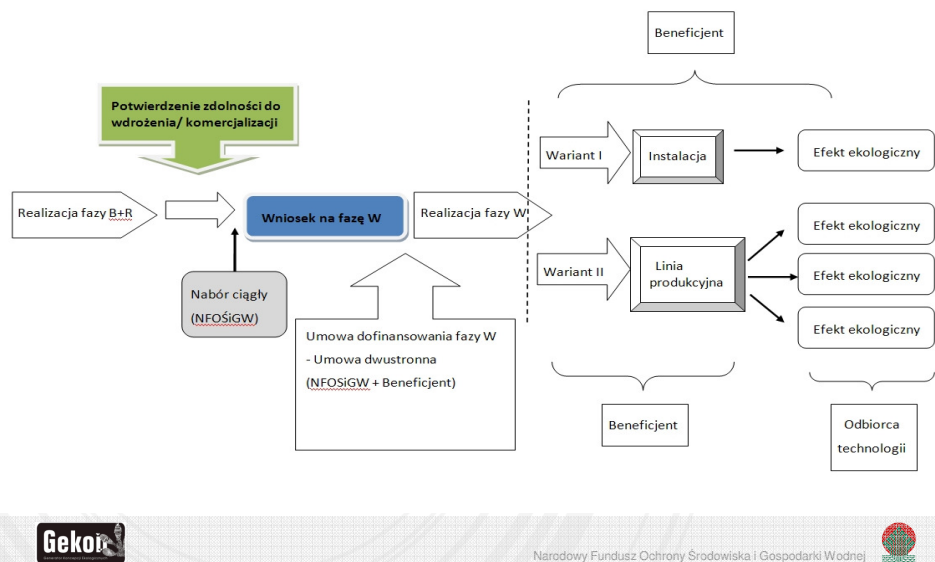 Beneficjent
Potwierdzenie zdolności do
wdrożenia/ komercjalizacji
Wariant I
Instalacja
Efekt ekologiczny
Realizacja fazy B+R
Wniosek na fazę W
Realizacja fazy W
Efekt ekologiczny
Wariant II
Linia
produkcyjna
Efekt ekologiczny
Efekt ekologiczny
Nabór ciągły
(NFOŚiGW)
Umowa dofinansowania fazy W
- Umowa dwustronna
(NFOSiGW + Beneficjent)
Beneficjent
Odbiorca
technologii
Gekon
Narodowy Fundusz Ochrony Środowiska i Gospodarki Wodnej